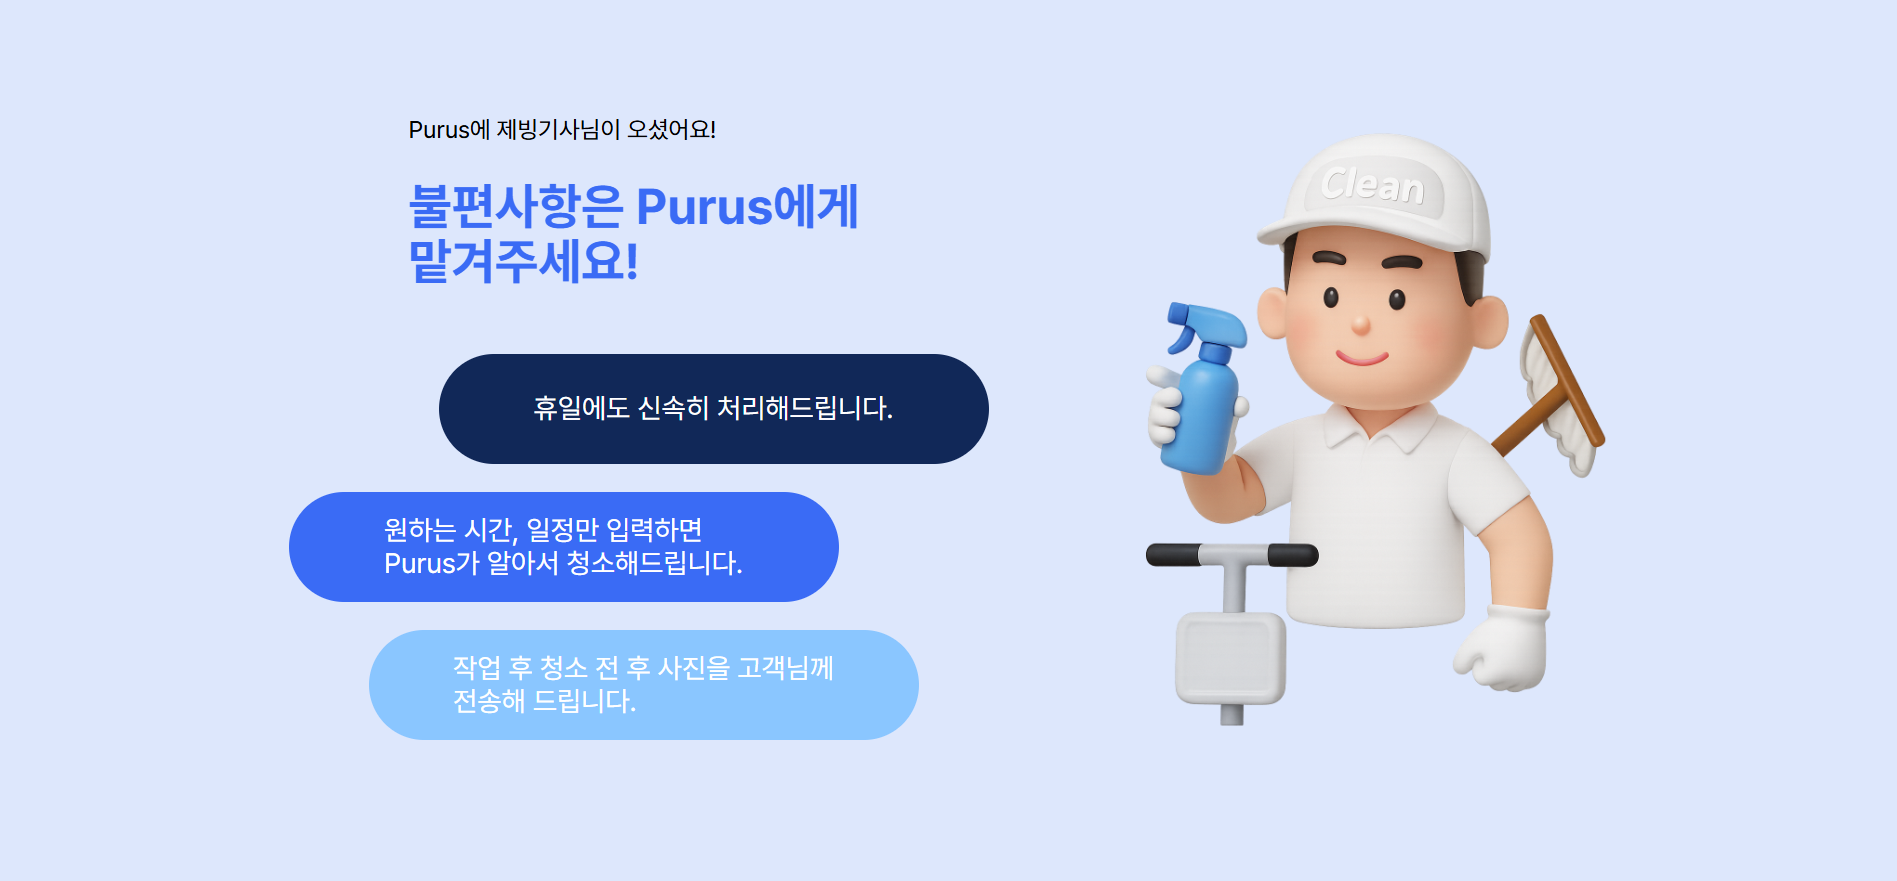 Purus에 제빙기사님이 오셨어요!
불편사항은 Purus에게
맡겨주세요!
휴일에도 신속히 처리해드립니다.
원하는 시간, 일정만 입력하면
Purus가 알아서 청소해드립니다.
작업 후 청소 전 후 사진을 고객님께
전송해 드립니다.
Clean